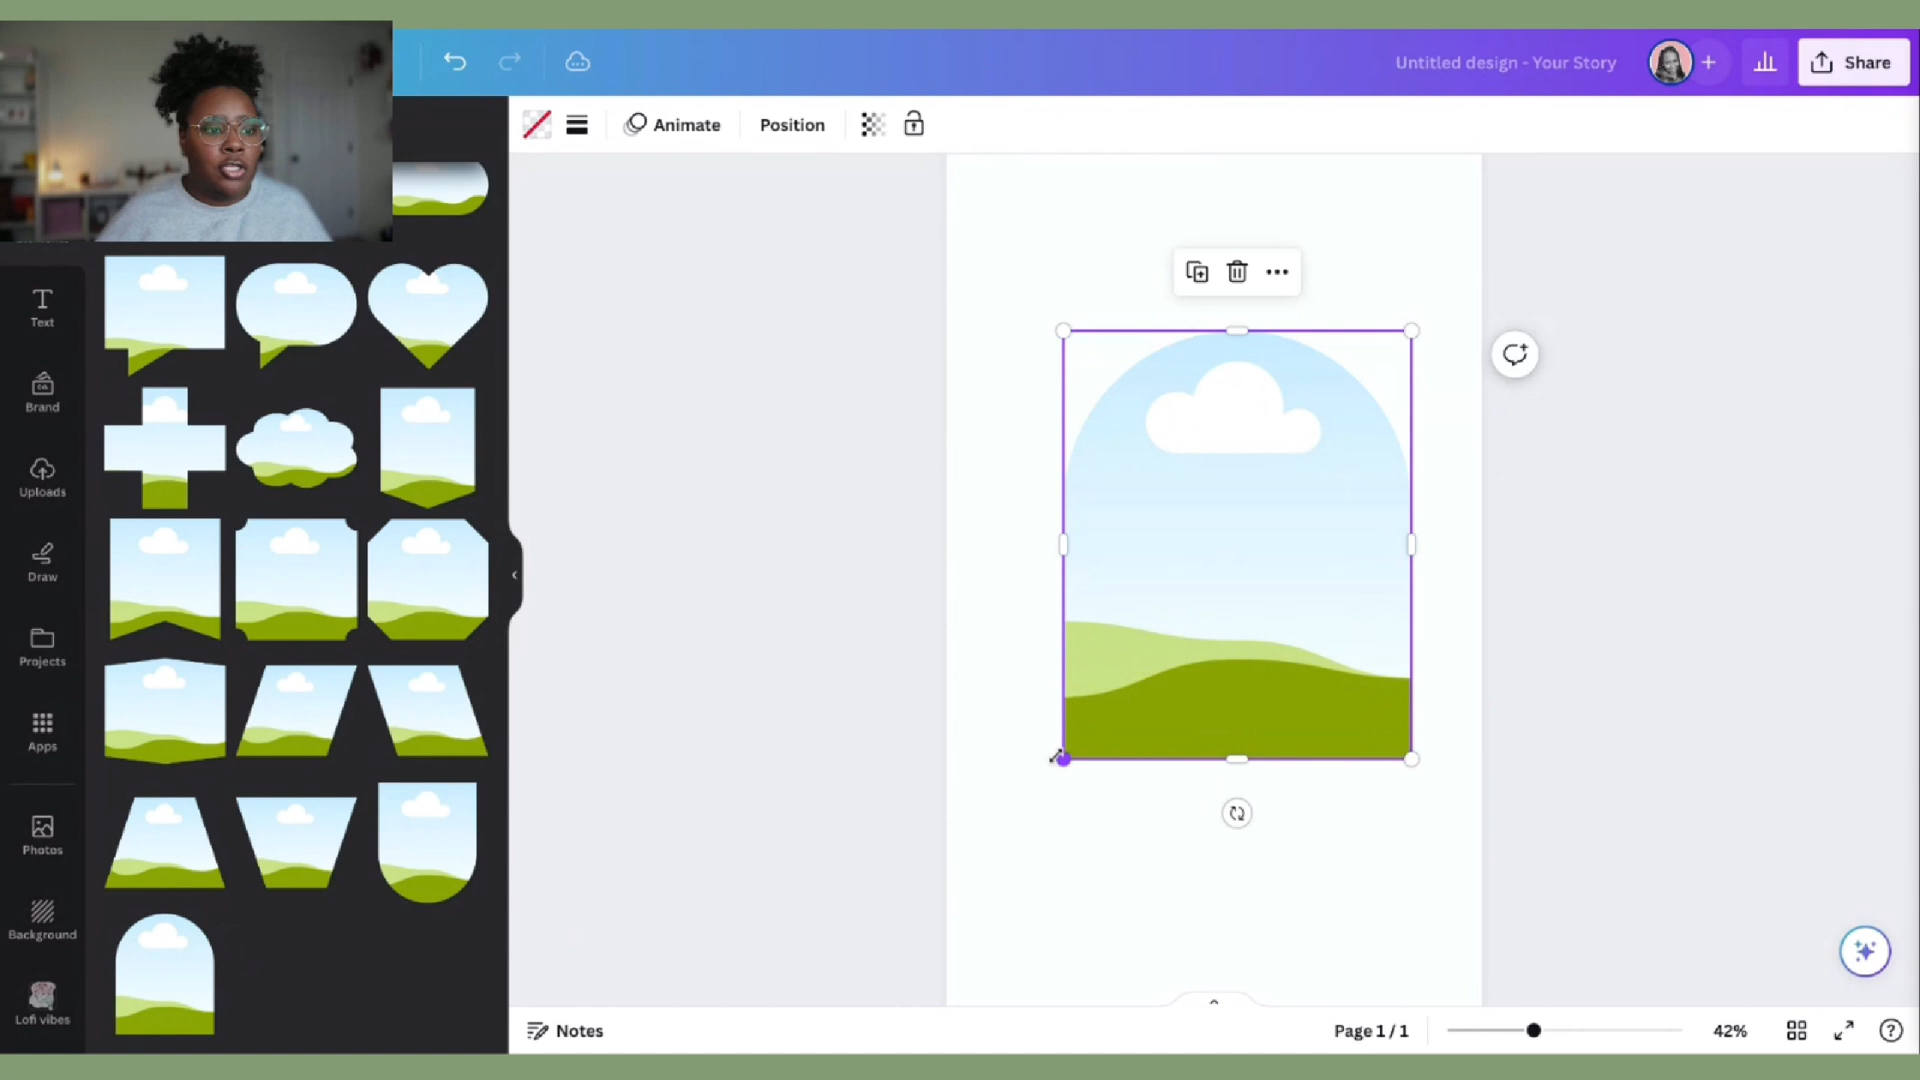 Untitled design - Your Story
Share
Animate
Position
Text
Brand
Uploads
Draw
Projects
Apps
Photos
Background
Lofi vibes
Notes
Page 1 / 1
42%